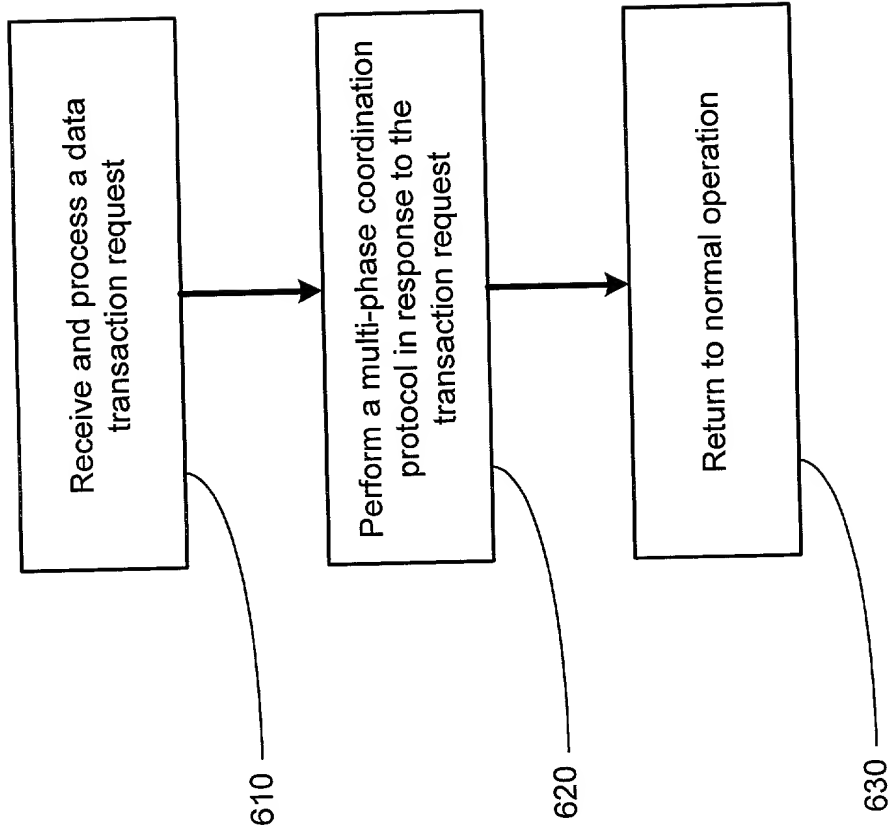 Receive and process a data
transaction request
610
Perform a multi-phase coordination
protocol in response to the
transaction request
620
Return to normal operation
630